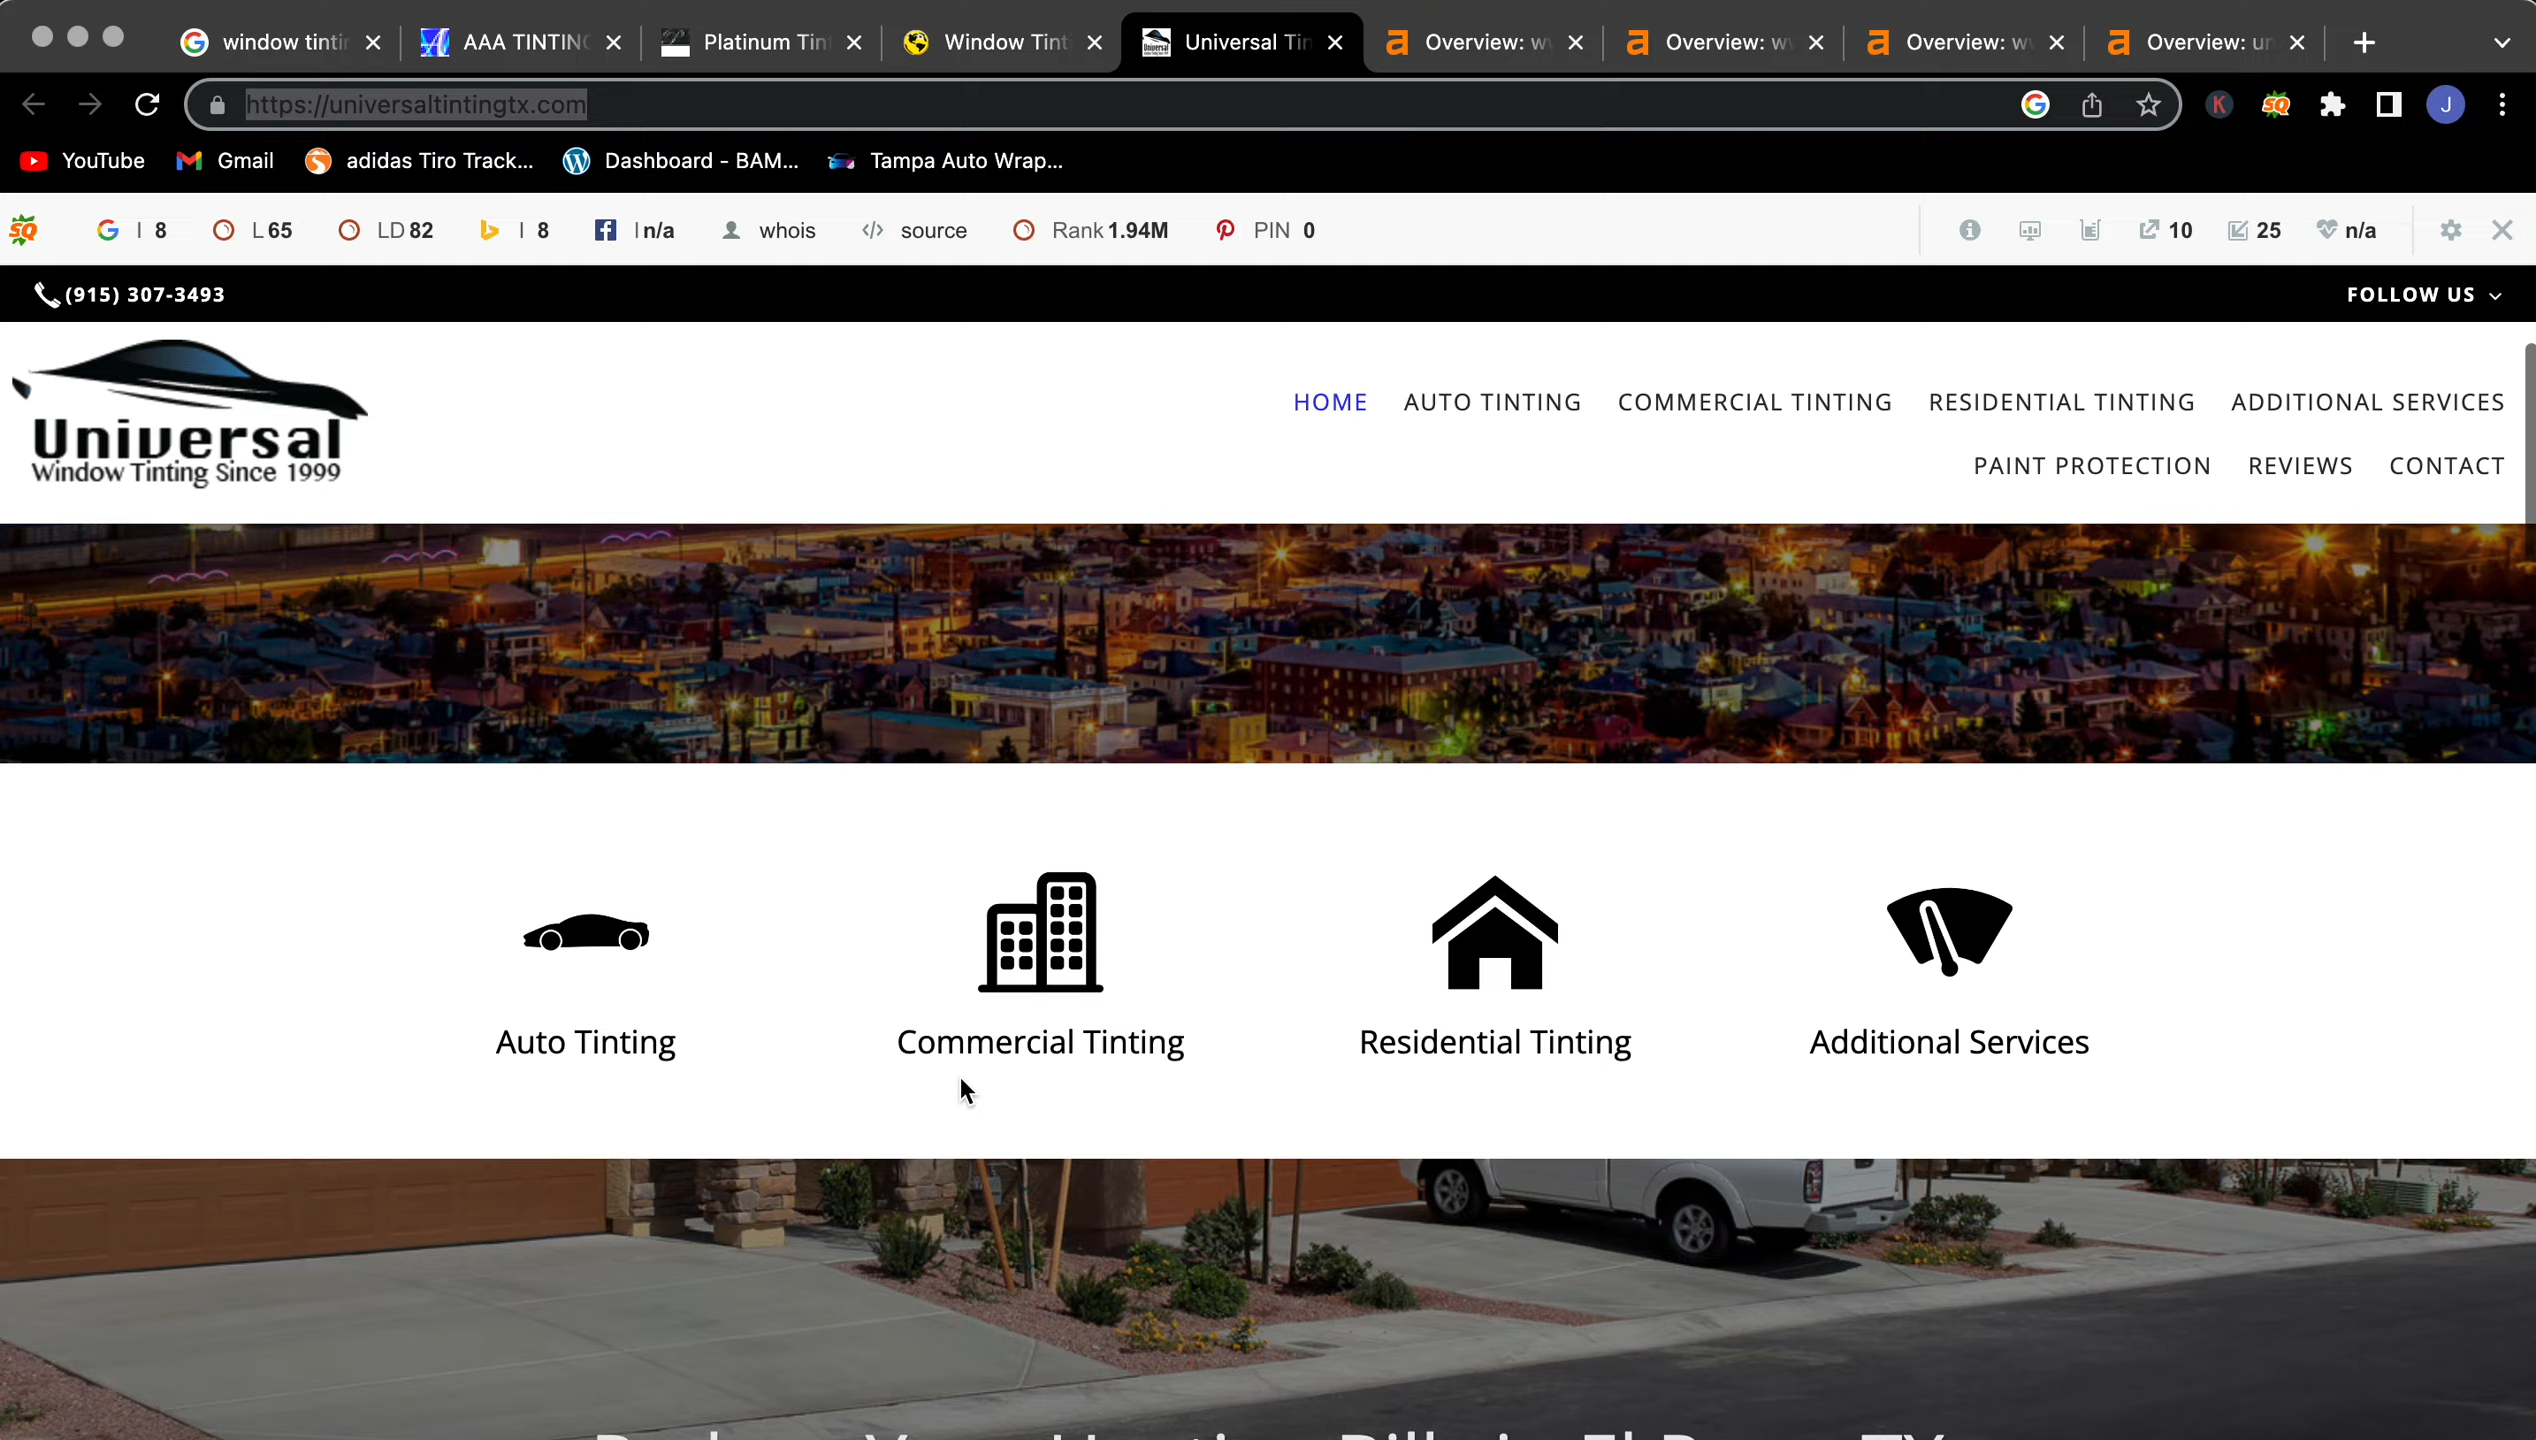 window tintin
AAA TINTING
Platinum Tint
Window Tint
Universal Tin
Overview: w
Overview: w
Overview: w
Overview: un
https://universaltintingtx.com
YouTube
Gmail
adidas Tiro Track...
Dashboard - BAM...
Tampa Auto Wrap...
SQ
I 8
L 65
LD 82
I 8
I n/a
whois
source
Rank 1.94M
PIN 0
10
25
n/a
(915) 307-3493
FOLLOW US
Universal
Window Tinting Since 1999
HOME AUTO TINTING COMMERCIAL TINTING RESIDENTIAL TINTING ADDITIONAL SERVICES
PAINT PROTECTION REVIEWS CONTACT
Auto Tinting
Commercial Tinting
Residential Tinting
Additional Services